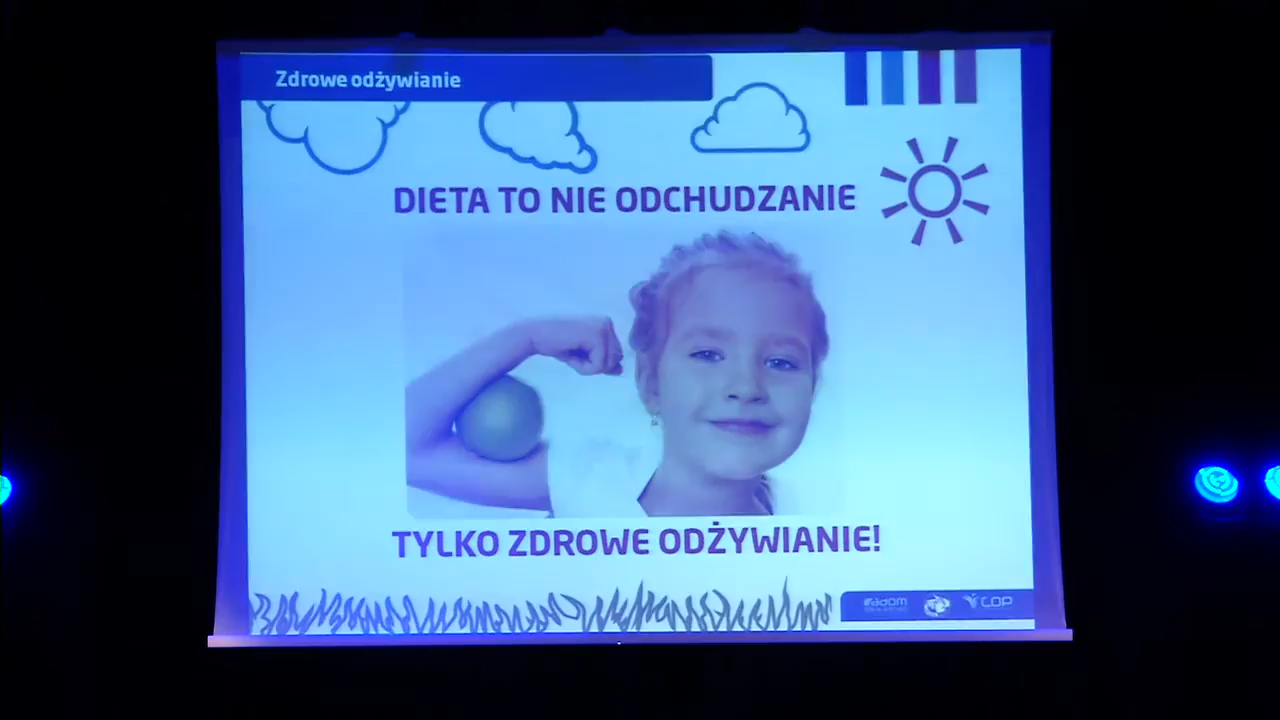 Zdrowe odżywianie
DIETA TO NIE ODCHUDZANIE
TYLKO ZDROWE ODŻYWIANIE!
Radom
LOP